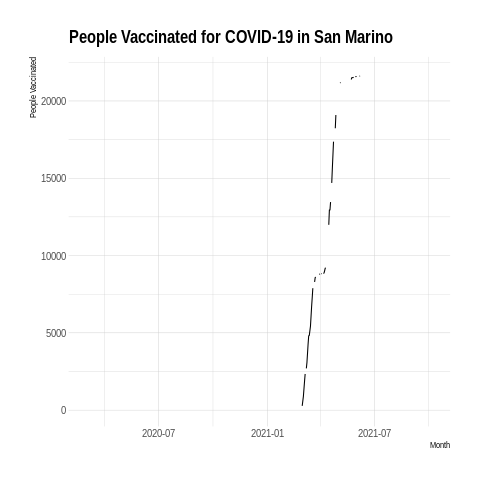 People Vaccinated for COVID-19 in San Marino
People Vaccinated
20000
15000
10000
5000
0
2020-07 2021-01 2021-07
Month